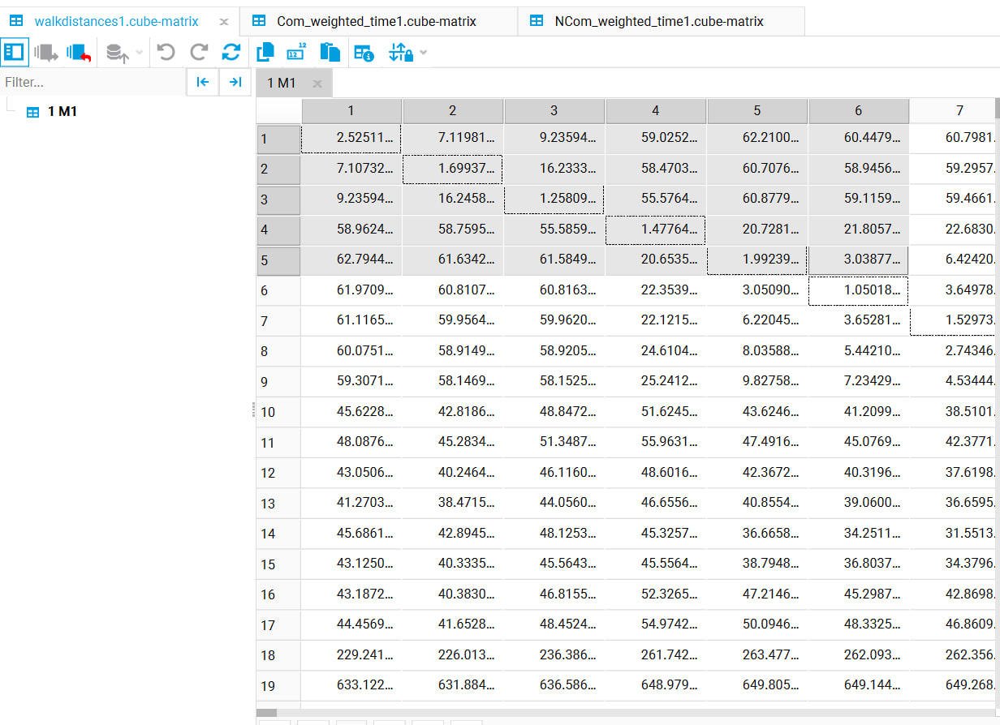 walkdistances1.cube-matrix × Com_weighted_time1.cube-matrix NCom_weighted_time1.cube-matrix
12 12
Filter... 1 M1 ×
1 M1
1 2 3 4 5 6 7
1 2.52511... 7.11981... 9.23594... 59.0252... 62.2100... 60.4479... 60.7981.
2 7.10732... 1.69937... 16.2333... 58.4703... 60.7076... 58.9456... 59.2957.
3 9.23594... 16.2458... 1.25809... 55.5764... 60.8779... 59.1159... 59.4661.
4 58.9624... 58.7595... 55.5859... 1.47764... 20.7281... 21.8057... 22.6830.
5 62.7944... 61.6342... 61.5849... 20.6535... 1.99239... 3.03877... 6.42420.
6 61.9709... 60.8107... 60.8163... 22.3539... 3.05090... 1.05018... 3.64978.
7 61.1165... 59.9564... 59.9620... 22.1215... 6.22045... 3.65281... 1.52973.
8 60.0751... 58.9149... 58.9205... 24.6104... 8.03588... 5.44210... 2.74346.
9 59.3071... 58.1469... 58.1525... 25.2412... 9.82758... 7.23429... 4.53444.
10 45.6228... 42.8186... 48.8472... 51.6245... 43.6246... 41.2099... 38.5101.
11 48.0876... 45.2834... 51.3487... 55.9631... 47.4916... 45.0769... 42.3771.
12 43.0506... 40.2464... 46.1160... 48.6016... 42.3672... 40.3196... 37.6198.
13 41.2703... 38.4715... 44.0560... 46.6556... 40.8554... 39.0600... 36.6595.
14 45.6861... 42.8945... 48.1253... 45.3257... 36.6658... 34.2511... 31.5513.
15 43.1250... 40.3335... 45.5643... 45.5564... 38.7948... 36.8037... 34.3796.
16 43.1872... 40.3830... 46.8155... 52.3265... 47.2146... 45.2987... 42.8698.
17 44.4569... 41.6528... 48.4524... 54.9742... 50.0946... 48.3325... 46.8609.
18 229.241... 226.013... 236.386... 261.742... 263.477... 262.093... 262.356.
19 633.122... 631.884... 636.586... 648.979... 649.805... 649.144... 649.268.